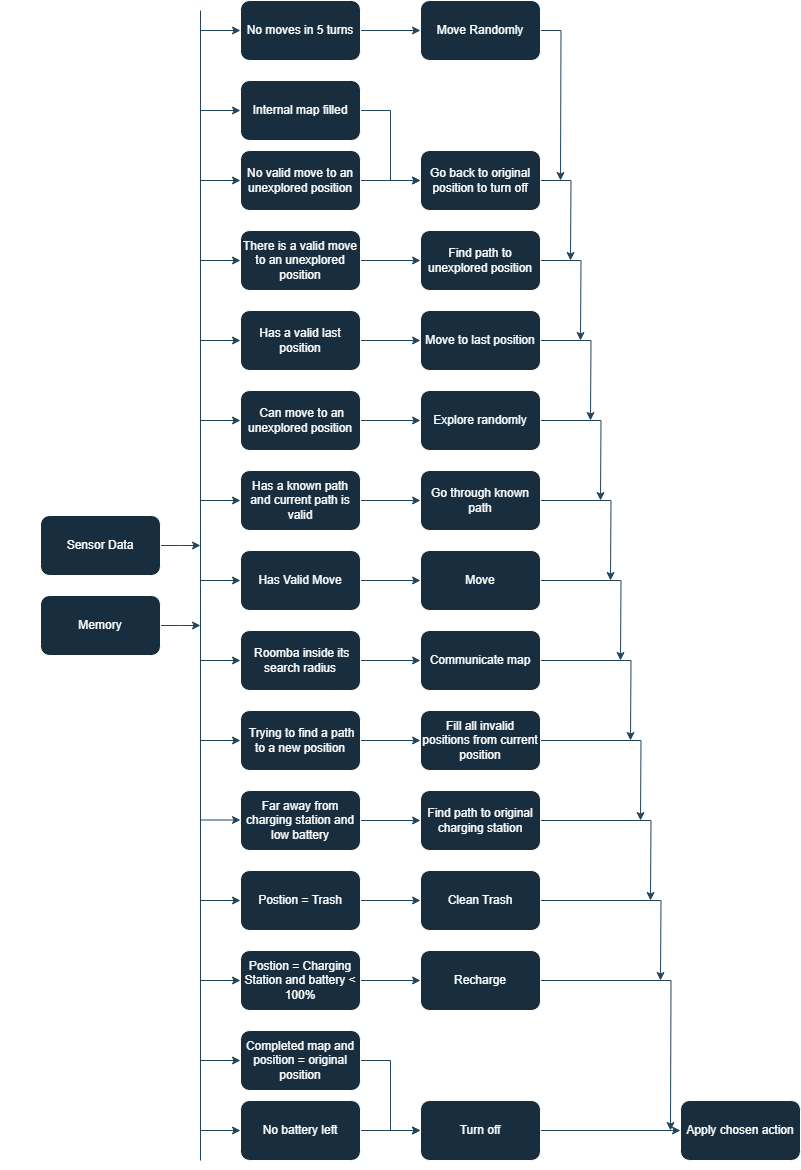 No moves in 5 turns
Move Randomly
Internal map filled
No valid move to an
unexplored position
Go back to original
position to turn off
There is a valid move
to an unexplored
position
Find path to
unexplored position
Has a valid last
position
Move to last position
Can move to an
unexplored position
Explore randomly
Has a known path
and current path is
valid
Go through known
path
Sensor Data
Has Valid Move
Move
Memory
Roomba inside its
search radius
Communicate map
Trying to find a path
to a new position
Fill all invalid
positions from current
position
Far away from
charging station and
low battery
Find path to original
charging station
Postion = Trash
Clean Trash
Postion = Charging
Station and battery <
100%
Recharge
Completed map and
position = original
position
No battery left
Turn off
Apply chosen action